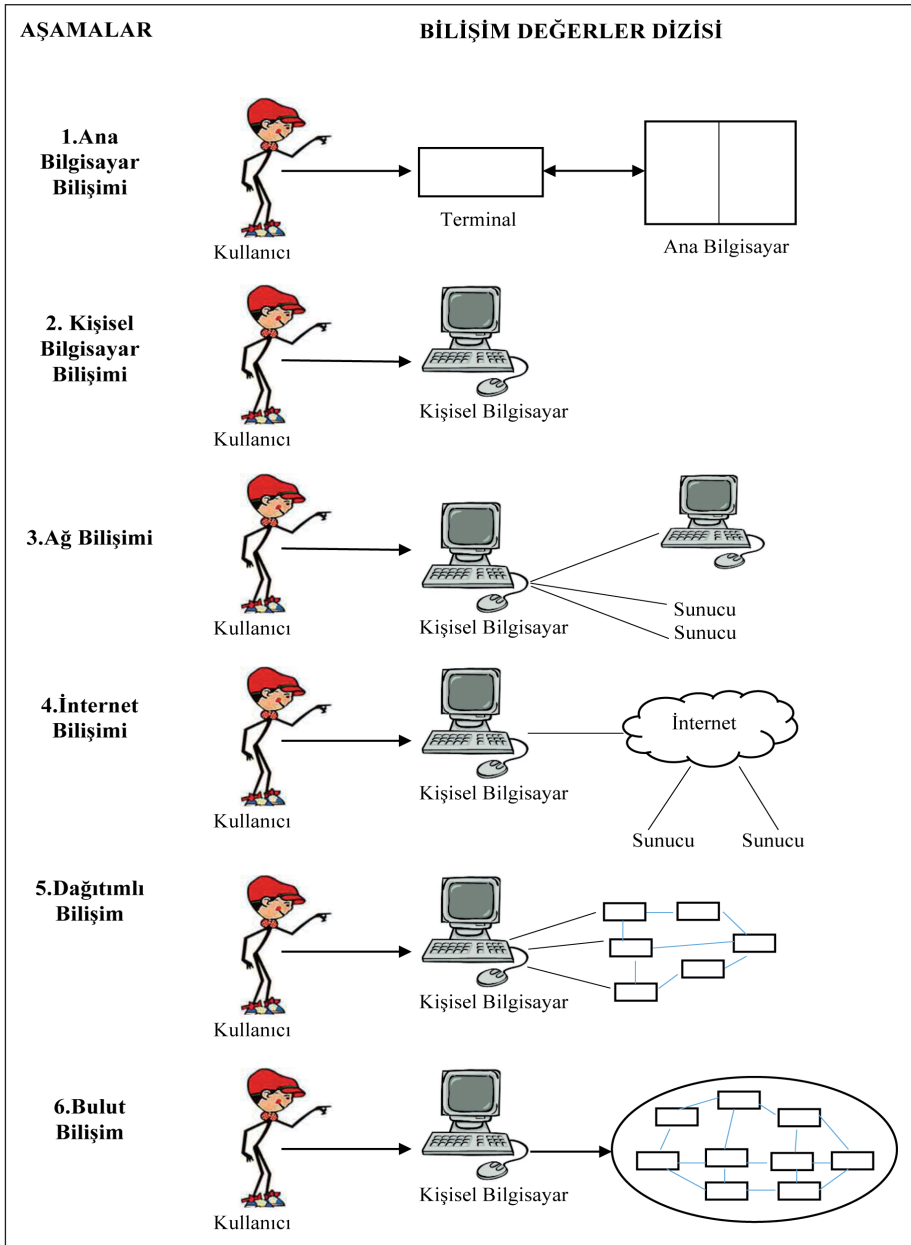 AŞAMALAR
BİLİŞİM DEĞERLER DİZİSİ
1.Ana
Bilgisayar
Bilişimi
Kullanıcı
Terminal
Ana Bilgisayar
2. Kişisel
Bilgisayar
Bilişimi
Kullanıcı
Kişisel Bilgisayar
3.Ağ Bilişimi
Kullanıcı
Kişisel Bilgisayar
Sunucu
Sunucu
4.İnternet
Bilişimi
Kullanıcı
Kişisel Bilgisayar
İnternet
Sunucu
Sunucu
5.Dağıtımlı
Bilişim
Kullanıcı
Kişisel Bilgisayar
6.Bulut
Bilişim
Kullanıcı
Kişisel Bilgisayar